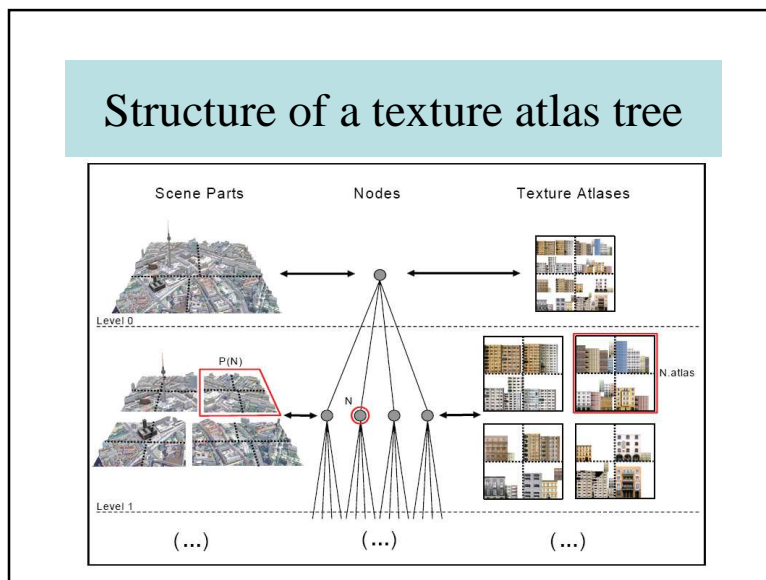 Structure of a texture atlas tree
Scene Parts Nodes Texture Atlases
Level 0
P(N)
N
N.atlas
Level 1
(...) (...) (...)